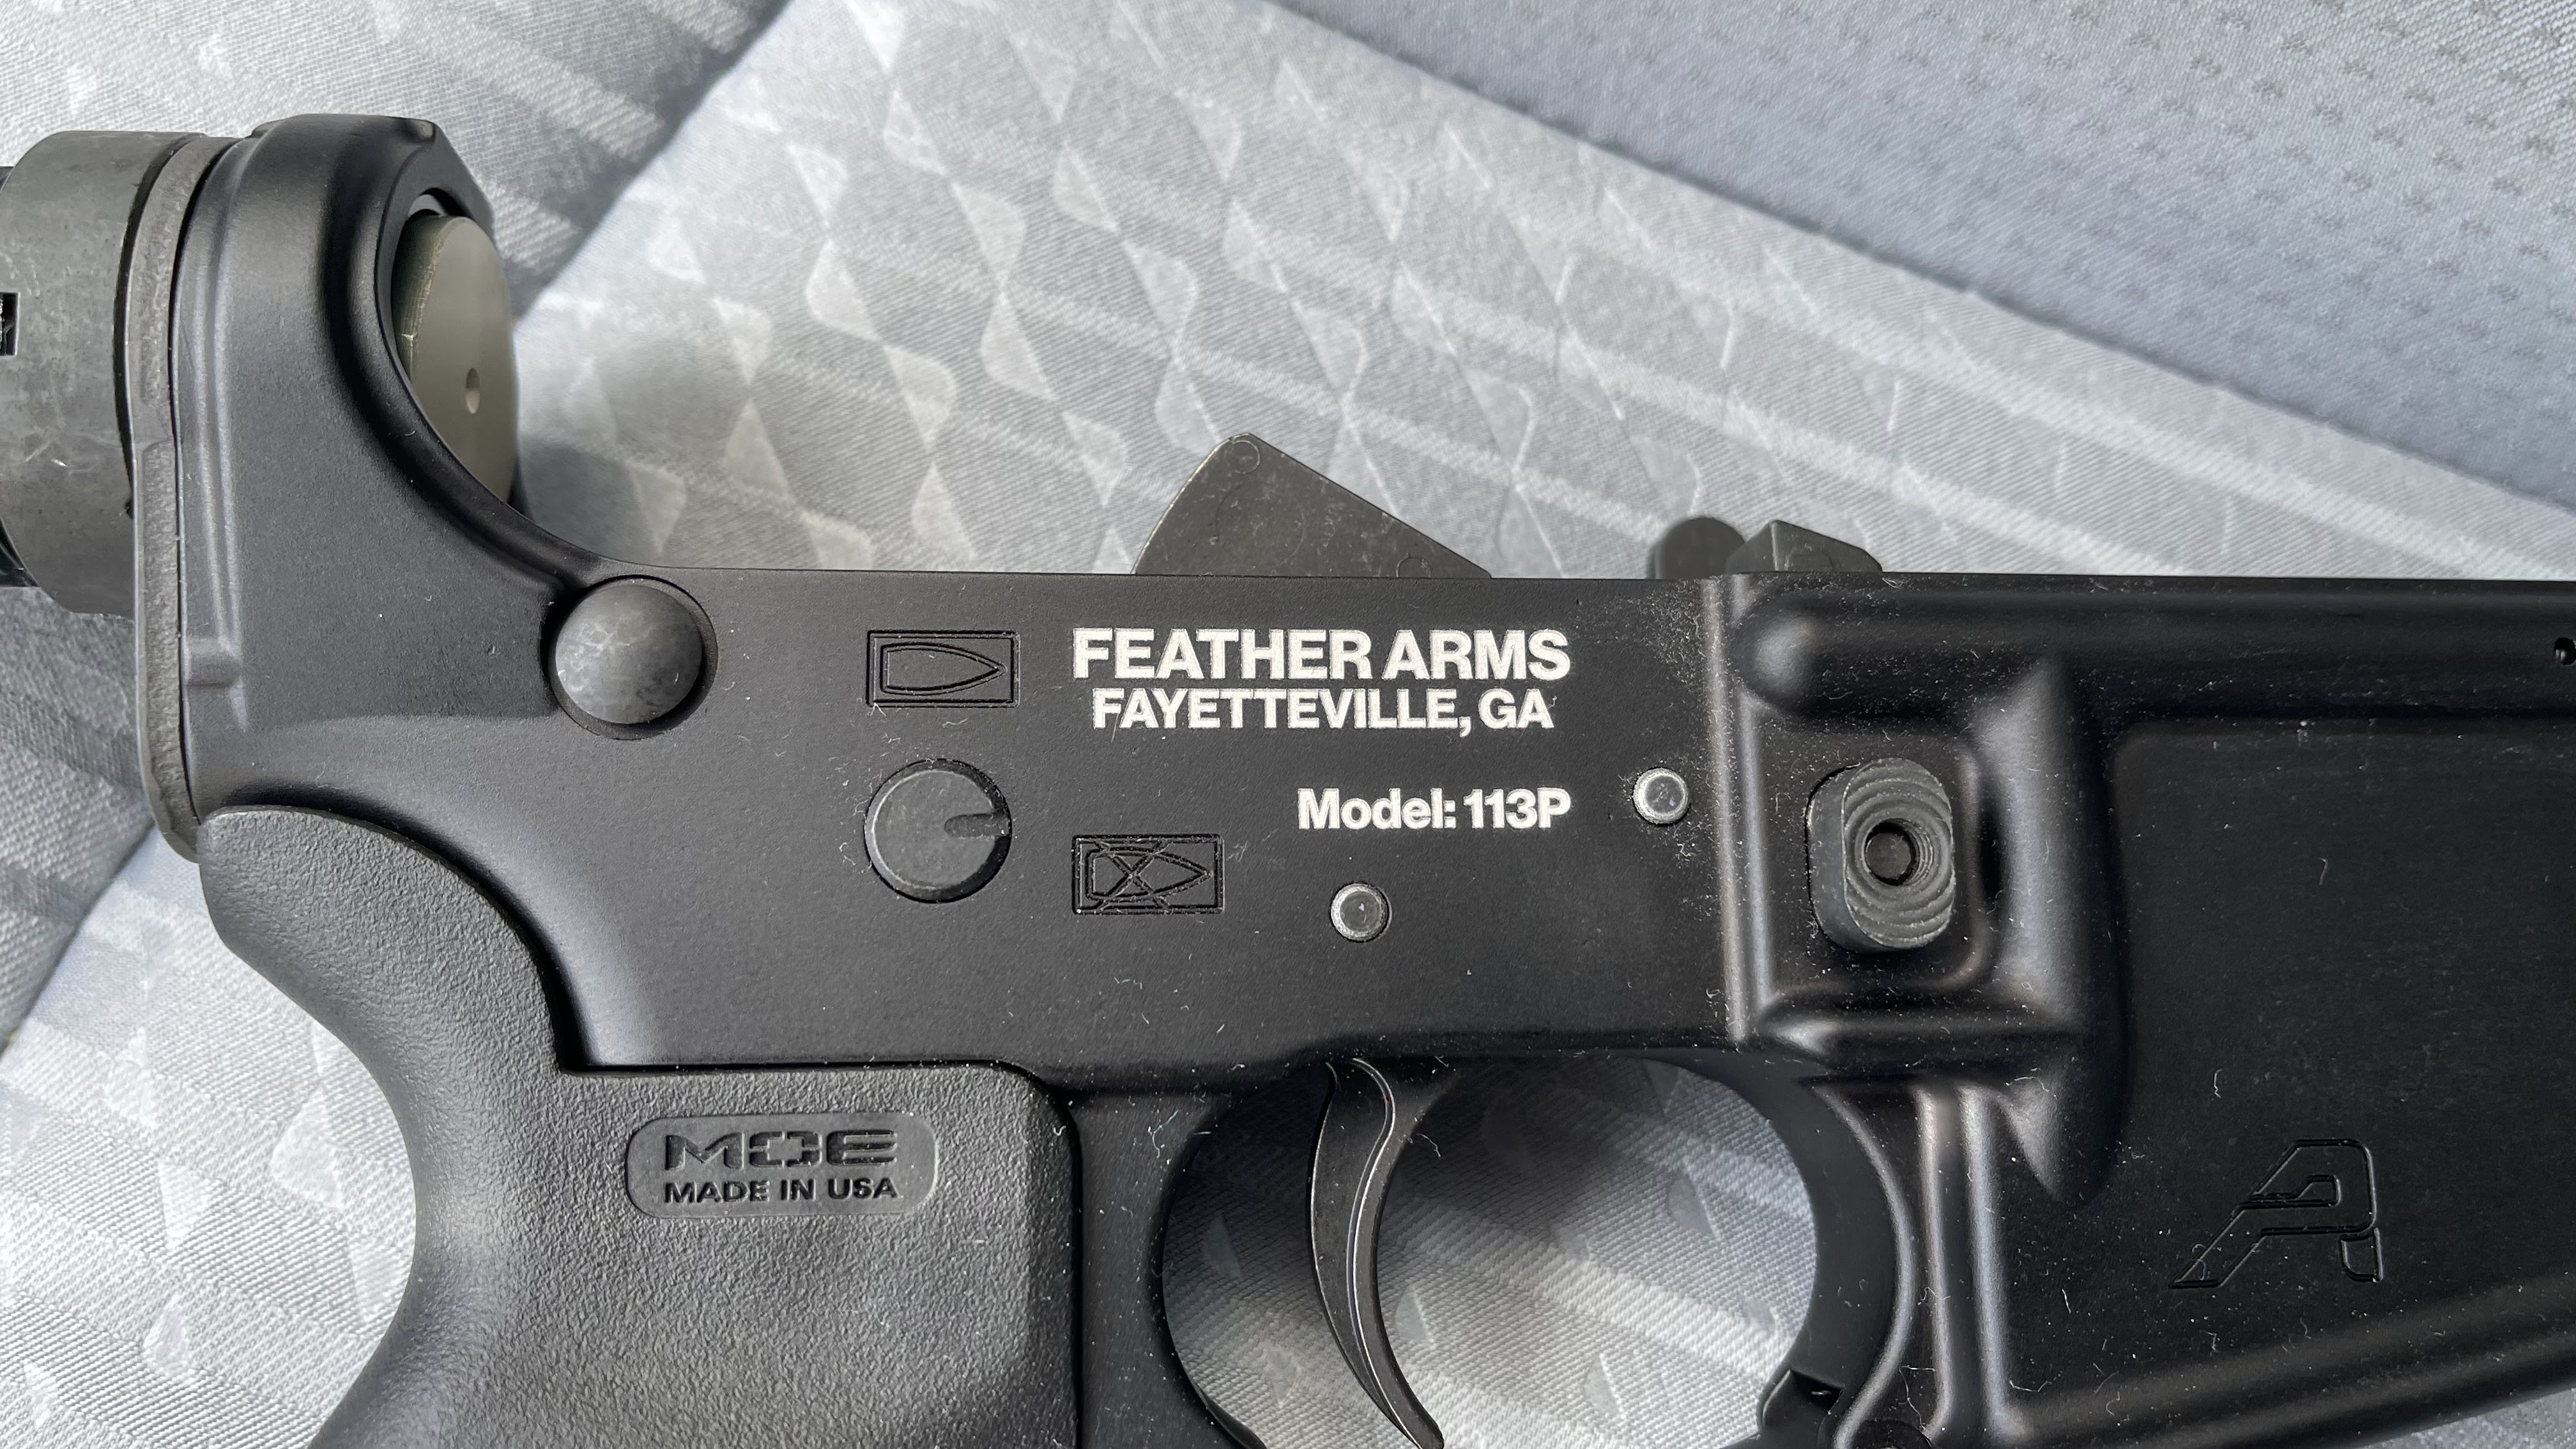 FEATHER ARMS
FAYETTEVILLE, GA
Model: 113P
MOE
MADE IN USA